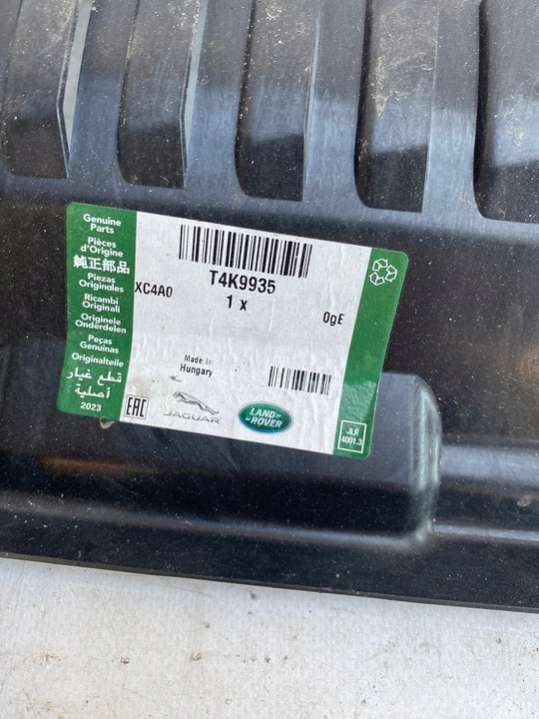 Genuine
Parts
Pièces
d'Origine
純正部品
Piezas
Originales
Ricambi
Originali
Originele
Onderdelen
Peças
Genuinas
Originalteile
قطع غيار
أصلية
2023
T4K9935
XC4A0
1 x
0gE
Made in
Hungary
EAC
JAGUAR
LAND-
-ROVER
JLR
4001.3